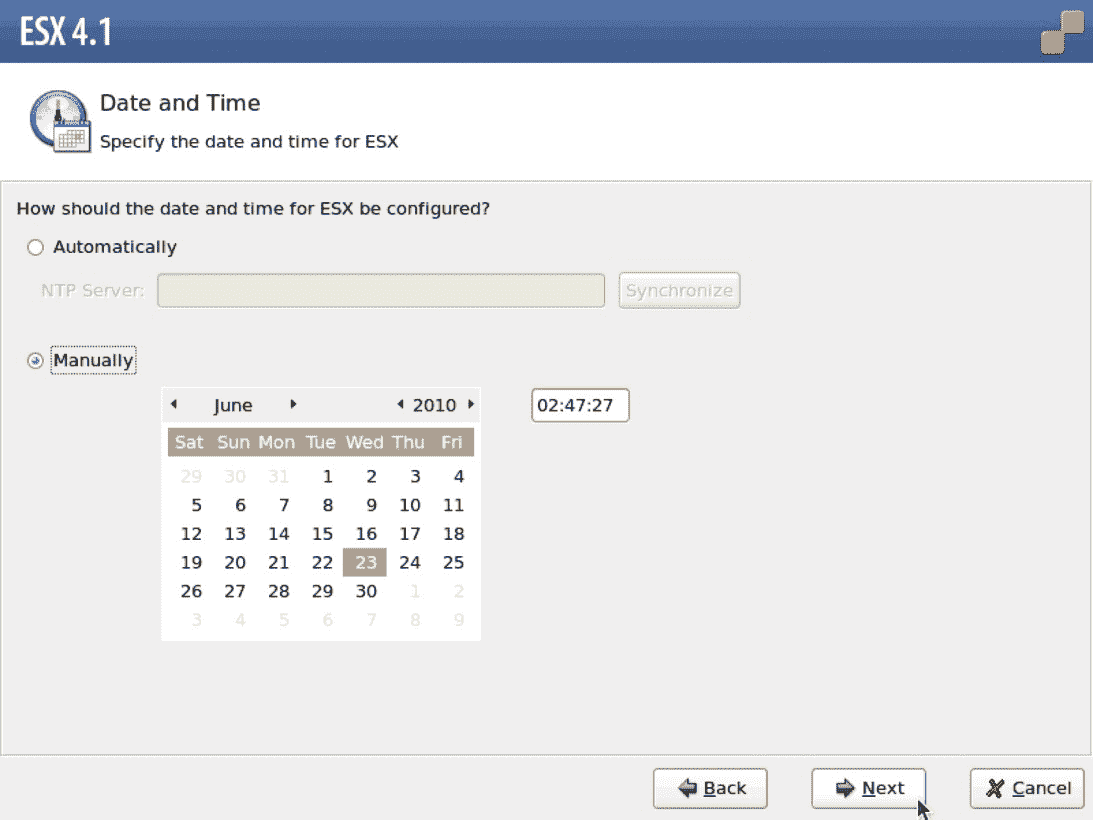 ESX 4.1
Date and Time
Specify the date and time for ESX
How should the date and time for ESX be configured?
Automatically
NTP Server: Synchronize
Manually
June 2010 02:47:27
Sat Sun Mon Tue Wed Thu Fri
29 30 31 1 2 3 4
5 6 7 8 9 10 11
12 13 14 15 16 17 18
19 20 21 22 23 24 25
26 27 28 29 30 1 2
3 4 5 6 7 8 9
Back Next Cancel